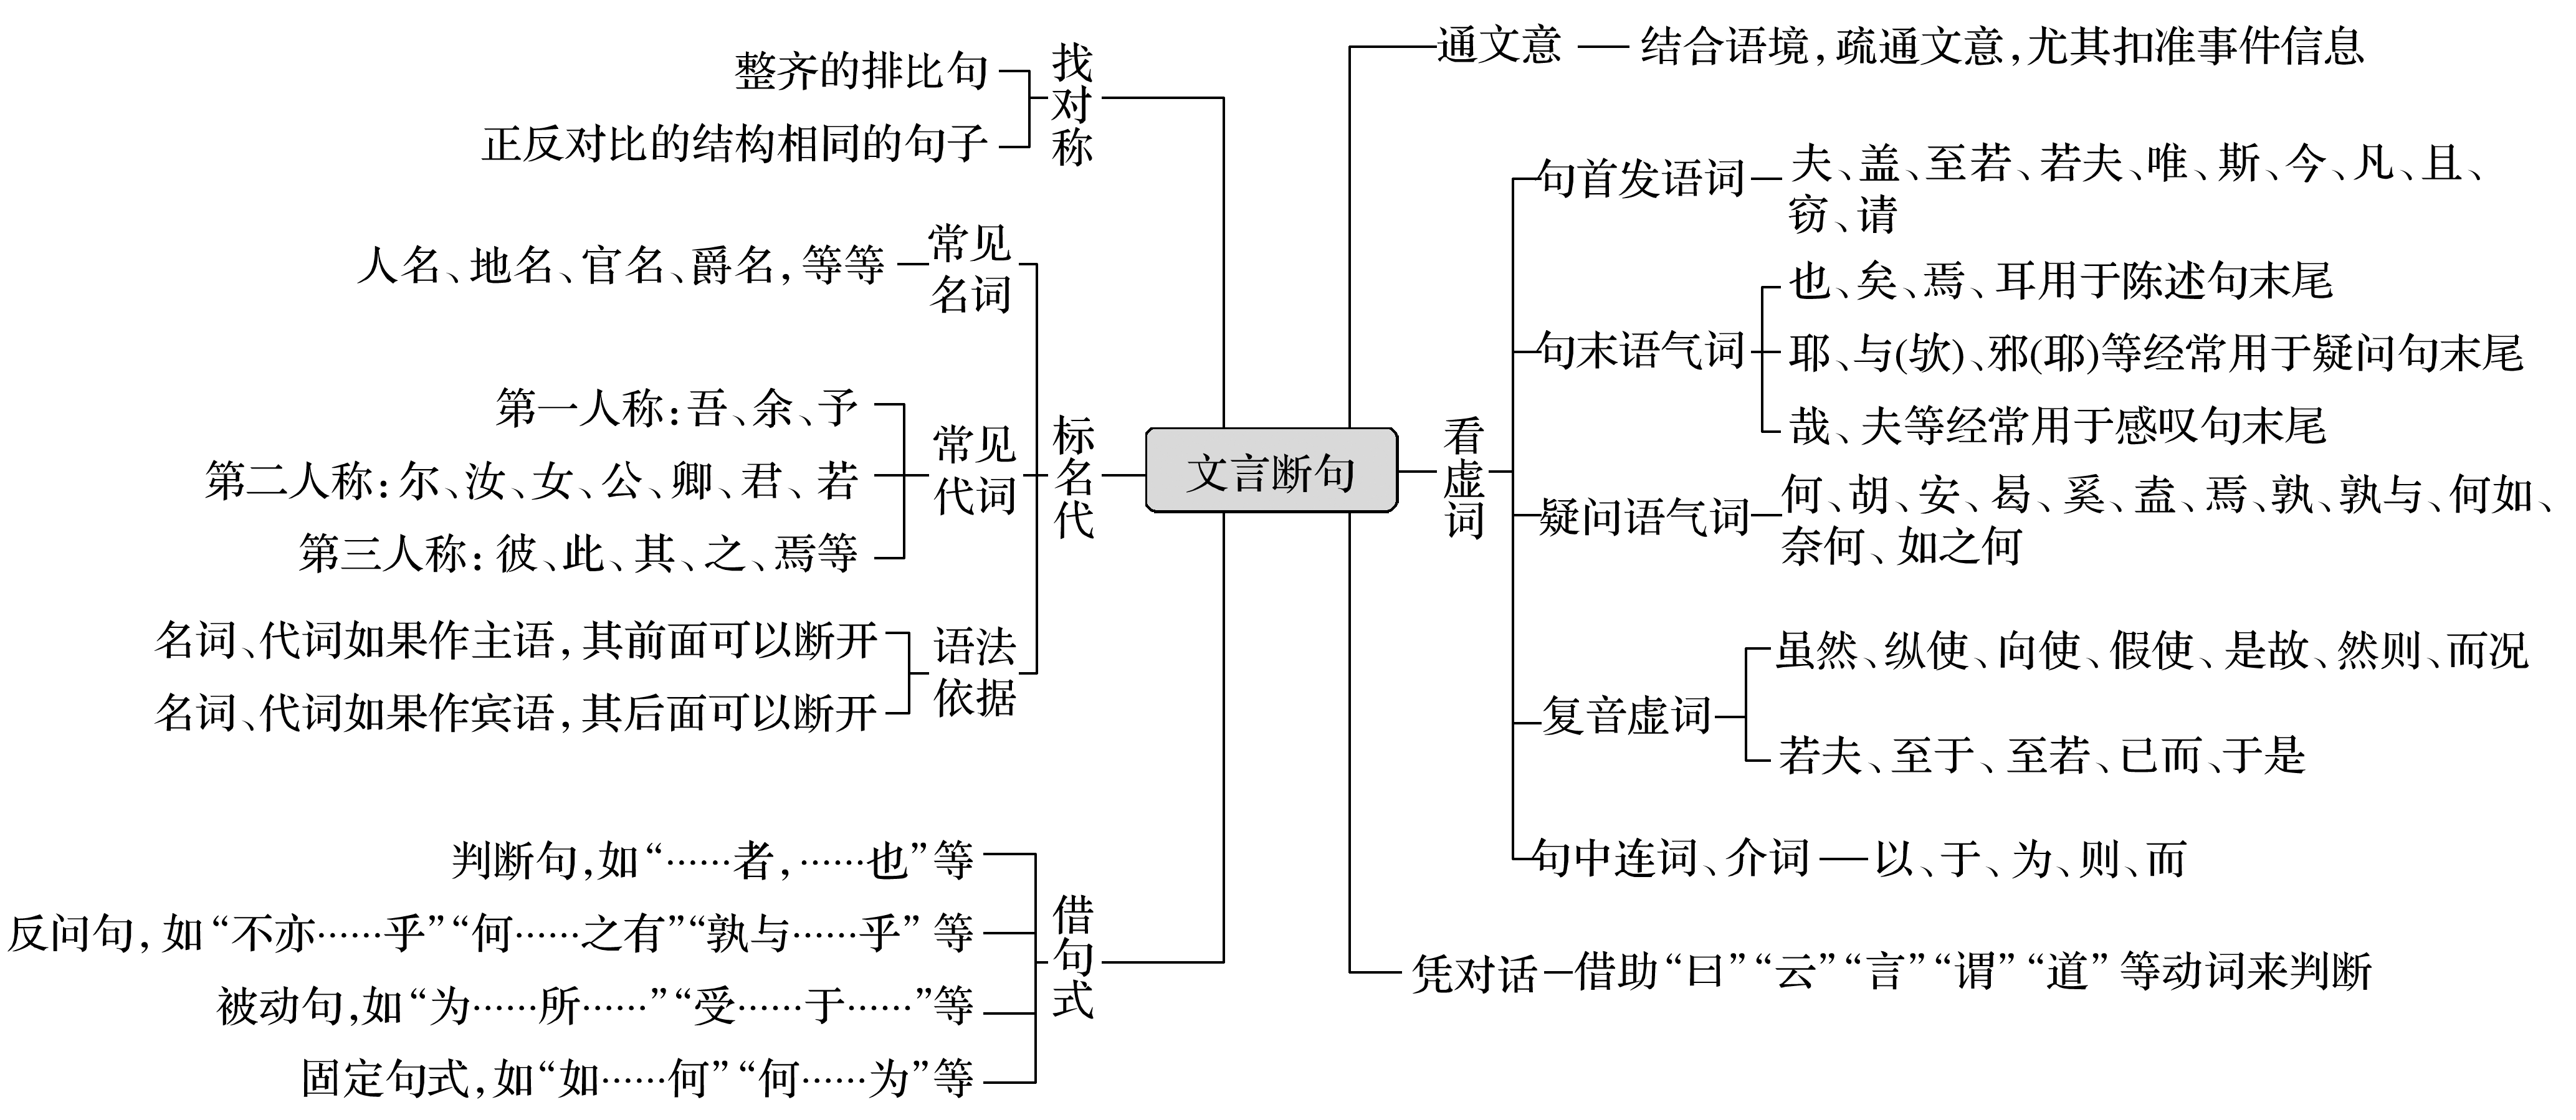 文言断句
通文意
结合语境,疏通文意,尤其扣准事件信息
看虚词
句首发语词
夫、盖、至若、若夫、唯、斯、今、凡、且、
窃、请
句末语气词
也、矣、焉、耳用于陈述句末尾
耶、与(欤)、邪(耶)等经常用于疑问句末尾
哉、夫等经常用于感叹句末尾
疑问语气词
何、胡、安、曷、奚、盍、焉、孰、孰与、何如、
奈何、如之何
复音虚词
虽然、纵使、向使、假使、是故、然则、而况
若夫、至于、至若、已而、于是
句中连词、介词
以、于、为、则、而
凭对话
借助“曰”“云”“言”“谓”“道”等动词来判断
找对称
整齐的排比句
正反对比的结构相同的句子
标名代
常见
名词
人名、地名、官名、爵名,等等
常见
代词
第一人称:吾、余、予
第二人称:尔、汝、女、公、卿、君、若
第三人称:彼、此、其、之、焉等
语法
依据
名词、代词如果作主语,其前面可以断开
名词、代词如果作宾语,其后面可以断开
借句式
判断句,如“……者,……也”等
反问句,如“不亦……乎”“何……之有”“孰与……乎”等
被动句,如“为……所……”“受……于……”等
固定句式,如“如……何”“何……为”等